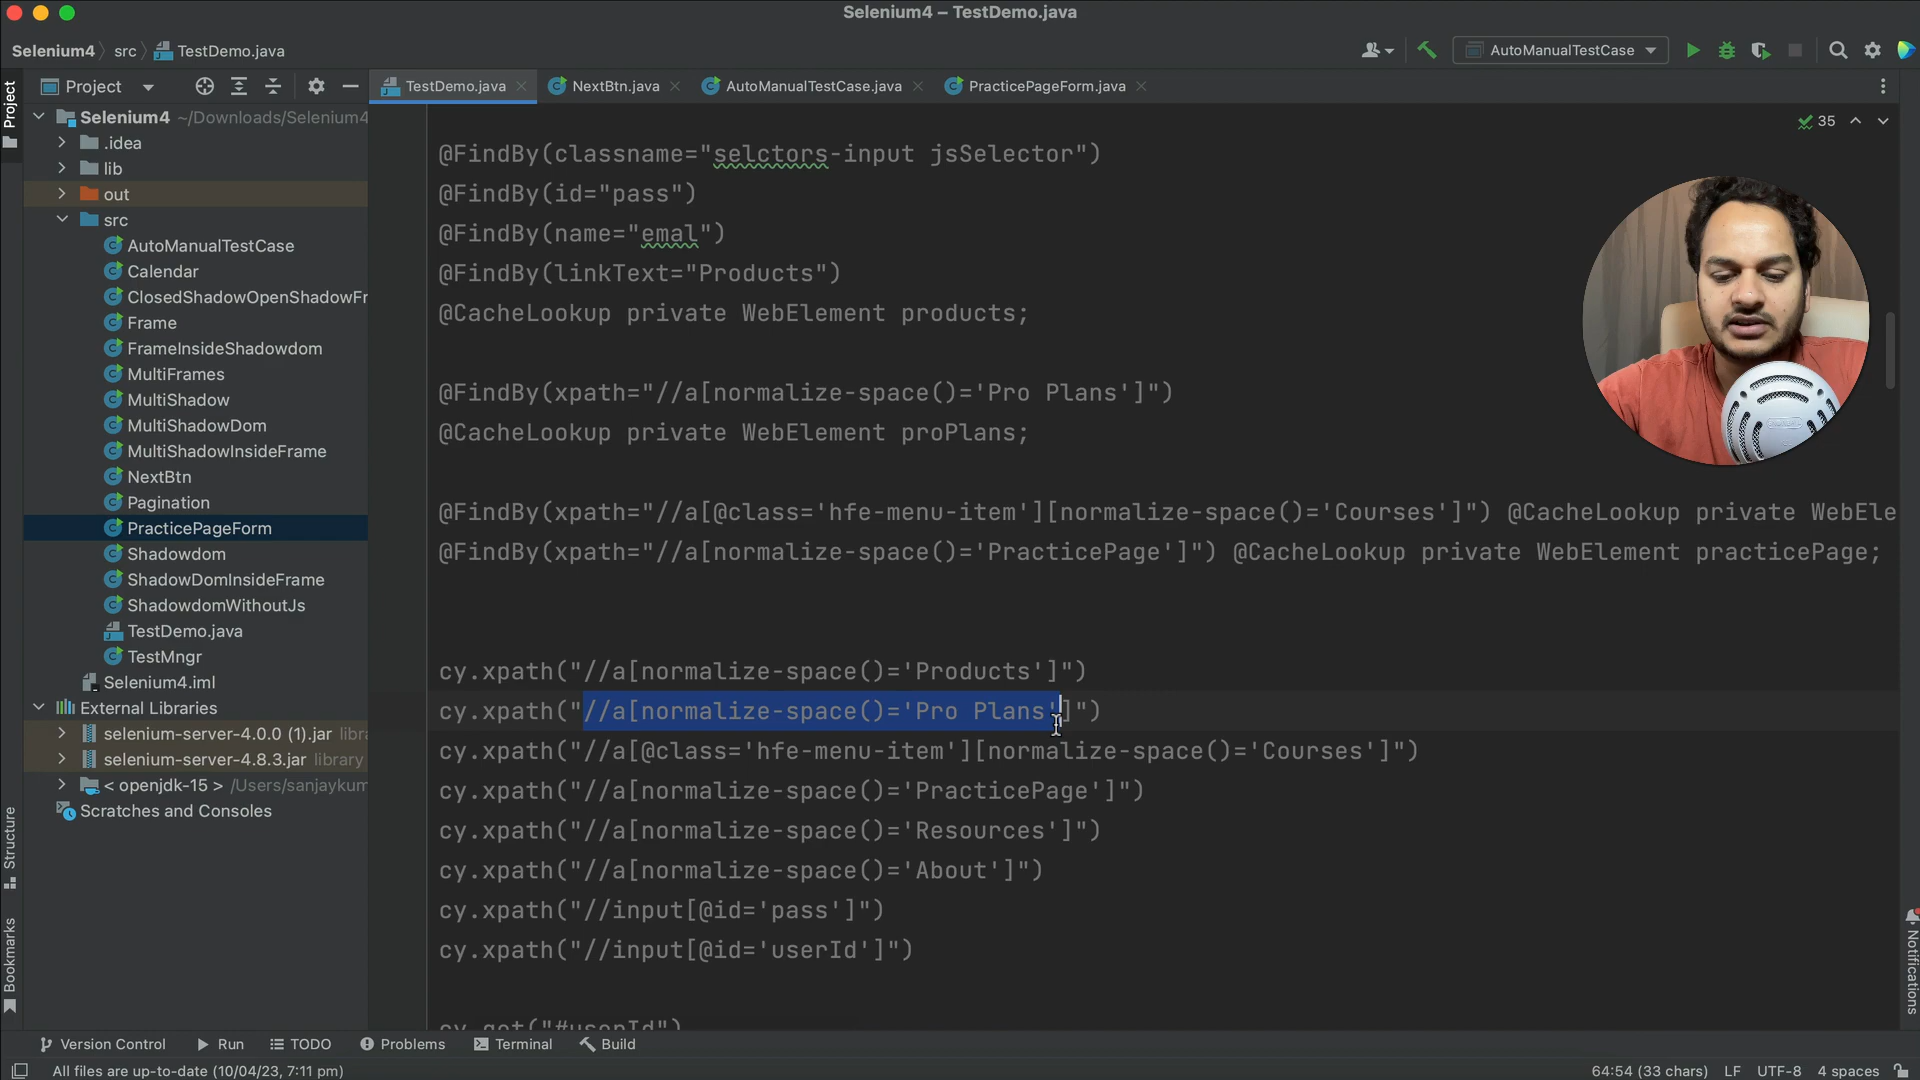 Selenium4 – TestDemo.java
Selenium4 src TestDemo.java
AutoManualTestCase
Project
TestDemo.java NextBtn.java AutoManualTestCase.java PracticePageForm.java
Project
Selenium4 ~/Downloads/Selenium4
.idea
lib
out
src
AutoManualTestCase
Calendar
ClosedShadowOpenShadowFr
Frame
FrameInsideShadowdom
MultiFrames
MultiShadow
MultiShadowDom
MultiShadowInsideFrame
NextBtn
Pagination
PracticePageForm
Shadowdom
ShadowDomInsideFrame
ShadowdomWithoutJs
TestDemo.java
TestMngr
Selenium4.iml
External Libraries
selenium-server-4.0.0 (1).jar libra
selenium-server-4.8.3.jar library
< openjdk-15 > /Users/sanjaykum
Scratches and Consoles
35
@FindBy(classname="selctors-input jsSelector")
@FindBy(id="pass")
@FindBy(name="emal")
@FindBy(linkText="Products")
@CacheLookup private WebElement products;
@FindBy(xpath="//a[normalize-space()='Pro Plans']")
@CacheLookup private WebElement proPlans;
@FindBy(xpath="//a[@class='hfe-menu-item'][normalize-space()='Courses']") @CacheLookup private WebEle
@FindBy(xpath="//a[normalize-space()='PracticePage']") @CacheLookup private WebElement practicePage;
cy.xpath("//a[normalize-space()='Products']")
cy.xpath("//a[normalize-space()='Pro Plans']")
cy.xpath("//a[@class='hfe-menu-item'][normalize-space()='Courses']")
cy.xpath("//a[normalize-space()='PracticePage']")
cy.xpath("//a[normalize-space()='Resources']")
cy.xpath("//a[normalize-space()='About']")
cy.xpath("//input[@id='pass']")
cy.xpath("//input[@id='userId']")
cy.get("#userId")
Structure
Bookmarks
Notifications
Version Control Run TODO Problems Terminal Build
All files are up-to-date (10/04/23, 7:11 pm)
64:54 (33 chars) LF UTF-8 4 spaces